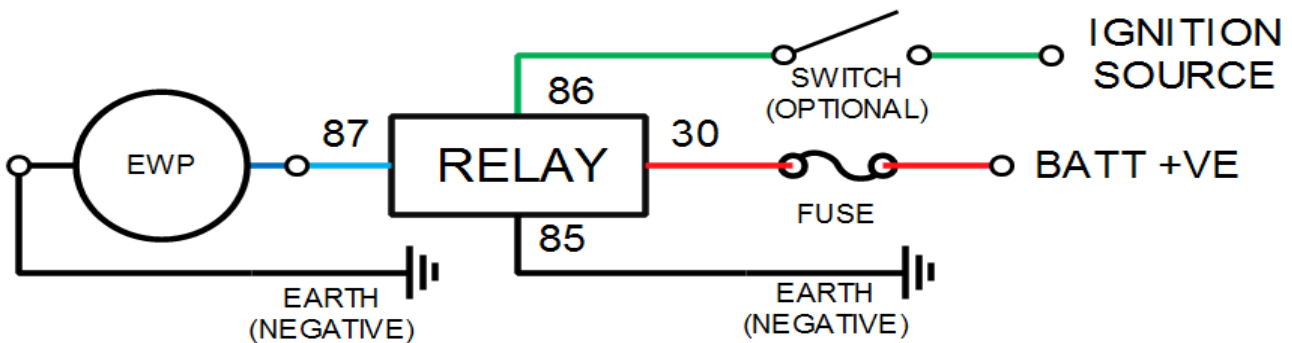 IGNITION
SOURCE
SWITCH
(OPTIONAL)
86
87
30
EWP
RELAY
BATT +VE
FUSE
85
EARTH
(NEGATIVE)
EARTH
(NEGATIVE)